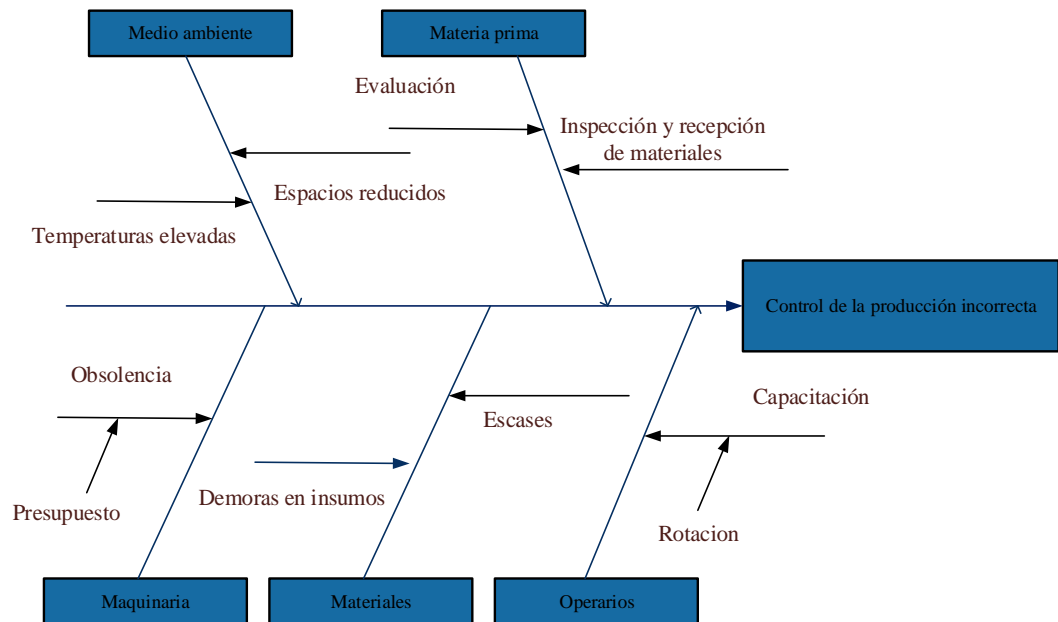 Medio ambiente
Materia prima
Evaluación
Inspección y recepción
de materiales
Espacios reducidos
Temperaturas elevadas
Control de la producción incorrecta
Obsolencia
Capacitación
Escases
Demoras en insumos
Presupuesto
Rotacion
Maquinaria
Materiales
Operarios